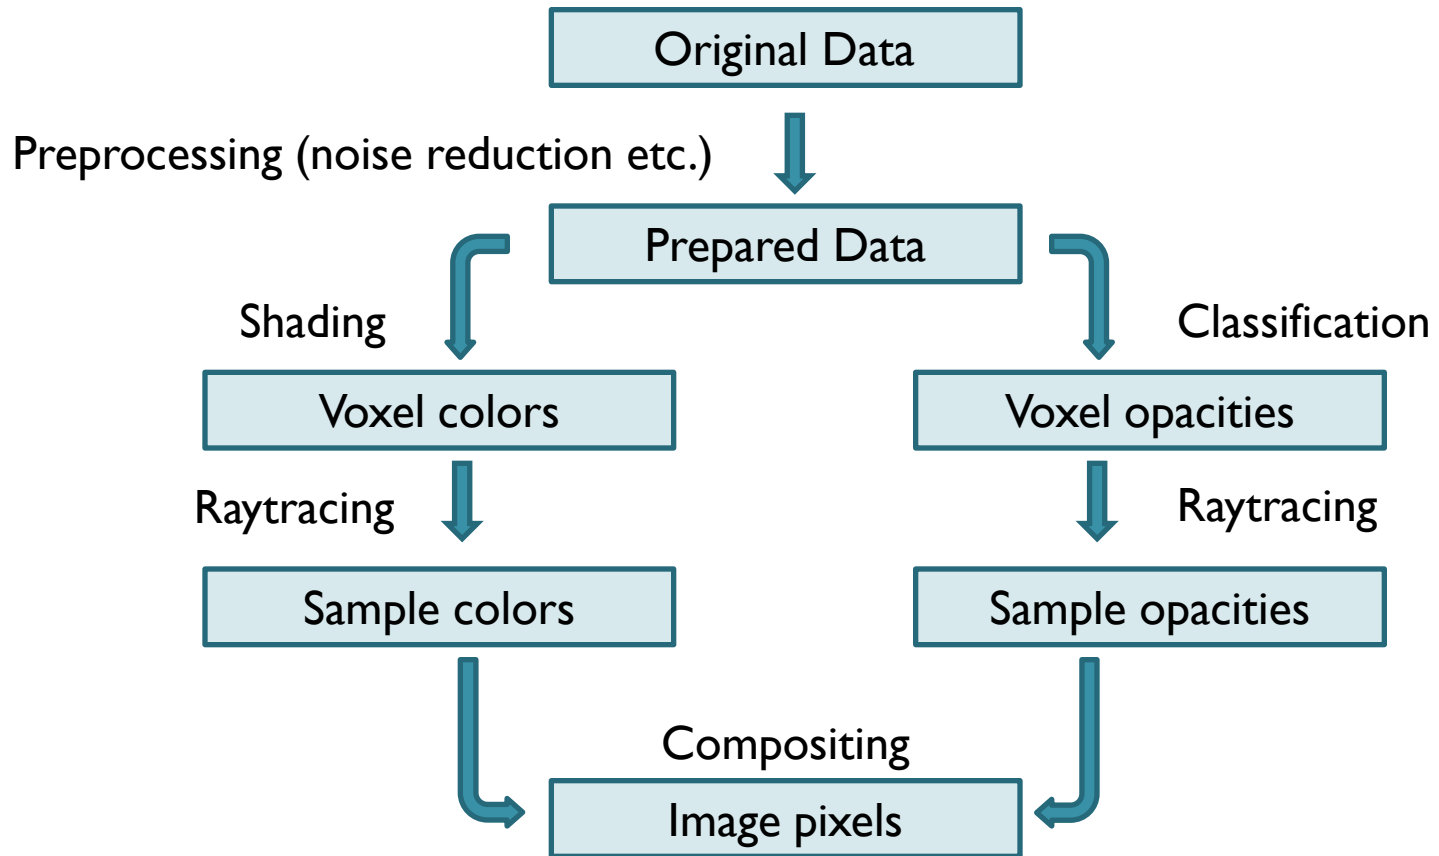 Original Data
Preprocessing (noise reduction etc.)
Prepared Data
Shading
Classification
Voxel colors
Voxel opacities
Raytracing
Raytracing
Sample colors
Sample opacities
Compositing
Image pixels